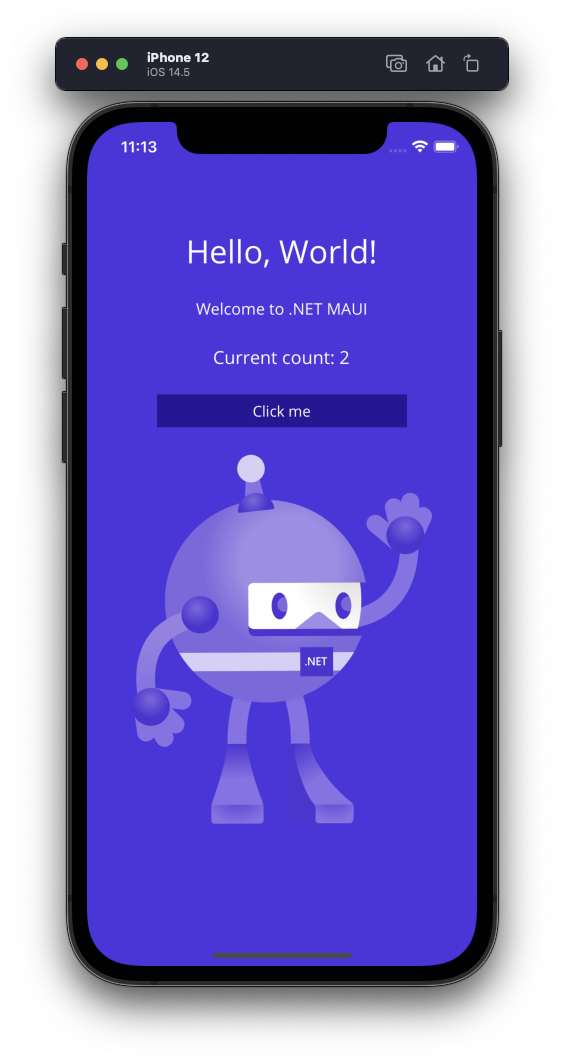 iPhone 12
iOS 14.5
11:13
Hello, World!
Welcome to .NET MAUI
Current count: 2
Click me
.NET